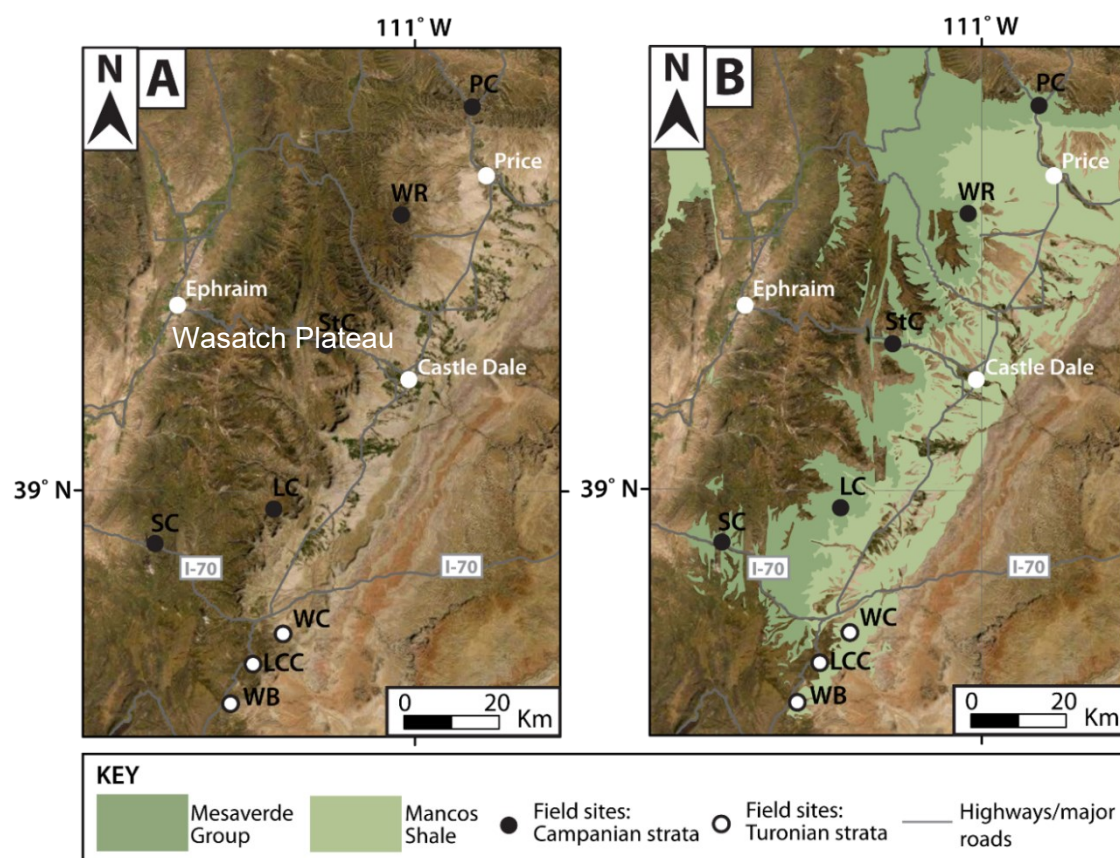 111° W
111° W
N
A
PC
Price
WR
Ephraim
StC
Wasatch Plateau
Castle Dale
39° N
LC
SC
I-70
I-70
WC
LCC
WB
0 20
Km
N
B
PC
Price
WR
Ephraim
StC
Castle Dale
39° N
LC
SC
I-70
I-70
WC
LCC
WB
0 20
Km
KEY
Mesaverde
Group
Mancos
Shale
Field sites:
Campanian strata
Field sites:
Turonian strata
Highways/major
roads